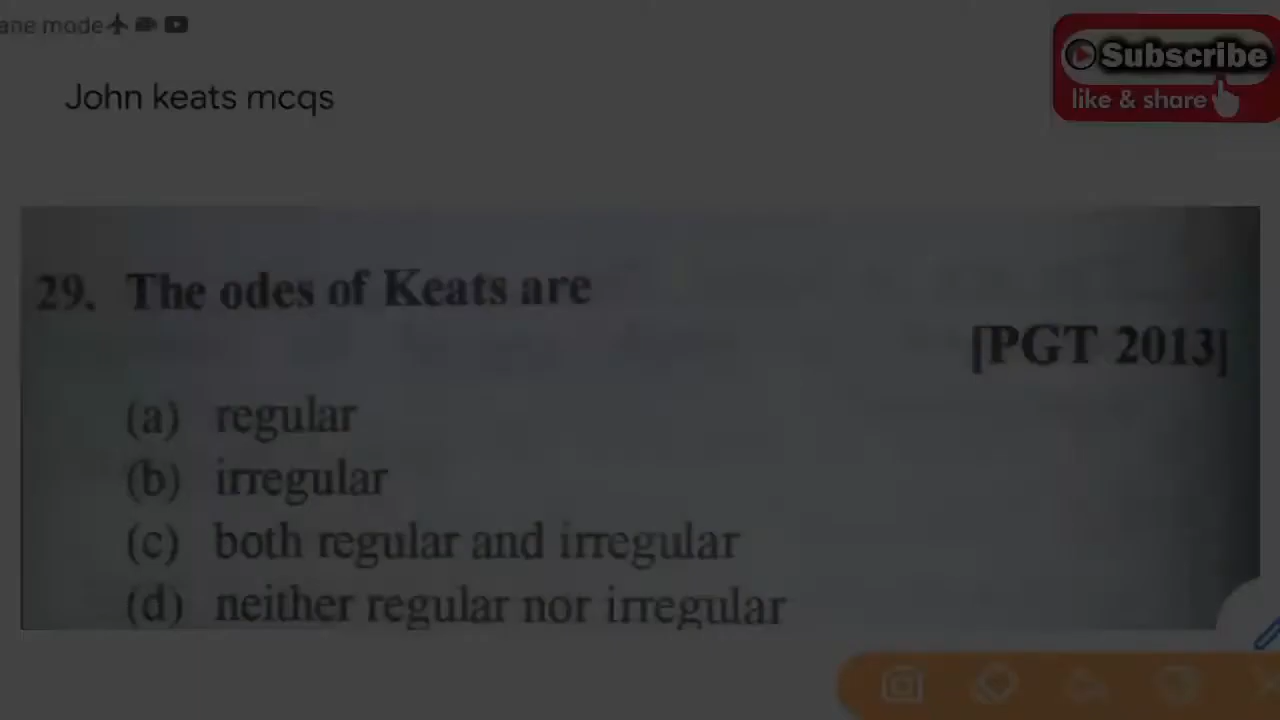 ane mode
Subscribe
like & share
John keats mcqs
29. The odes of Keats are
[PGT 2013]
(a) regular
(b) irregular
(c) both regular and irregular
(d) neither regular nor irregular